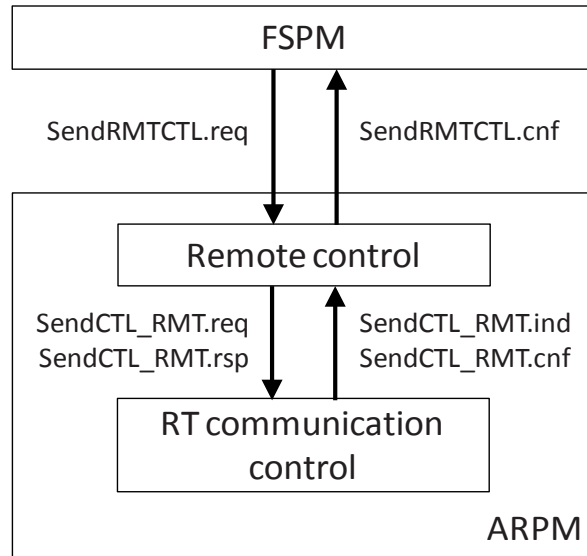 FSPM
SendRMTCTL.req
SendRMTCTL.cnf
Remote control
SendCTL_RMT.req
SendCTL_RMT.rsp
SendCTL_RMT.ind
SendCTL_RMT.cnf
RT communication
control
ARPM